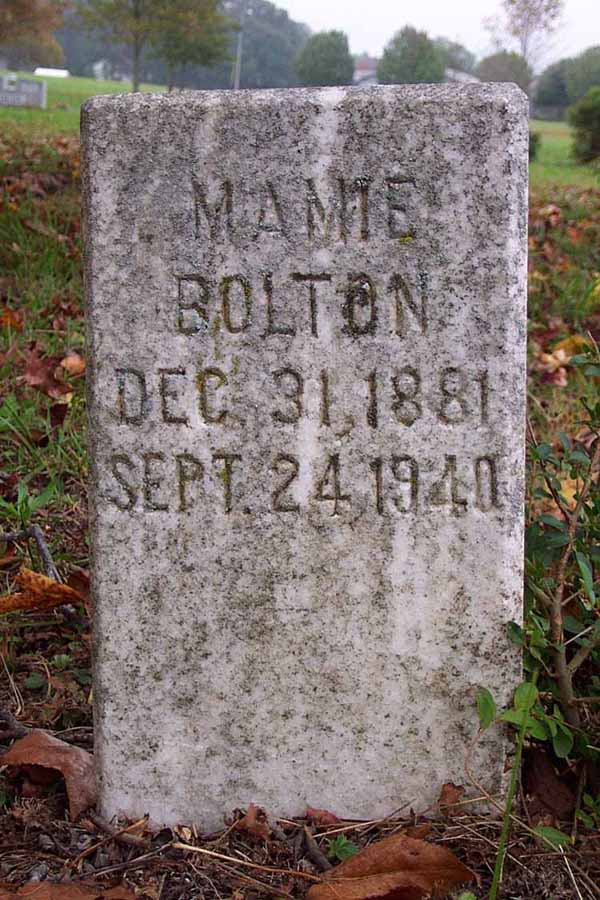 MAMIE
BOLTON
DEC. 31, 1881
SEPT. 24, 1940